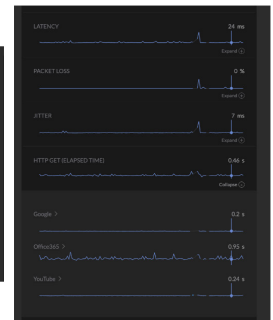 LATENCY 24 ms
Expand
PACKET LOSS 0 %
Expand
JITTER 7 ms
Expand
HTTP GET (ELAPSED TIME) 0.46 s
Collapse
Google > 0.2 s
Office365 > 0.95 s
YouTube > 0.24 s